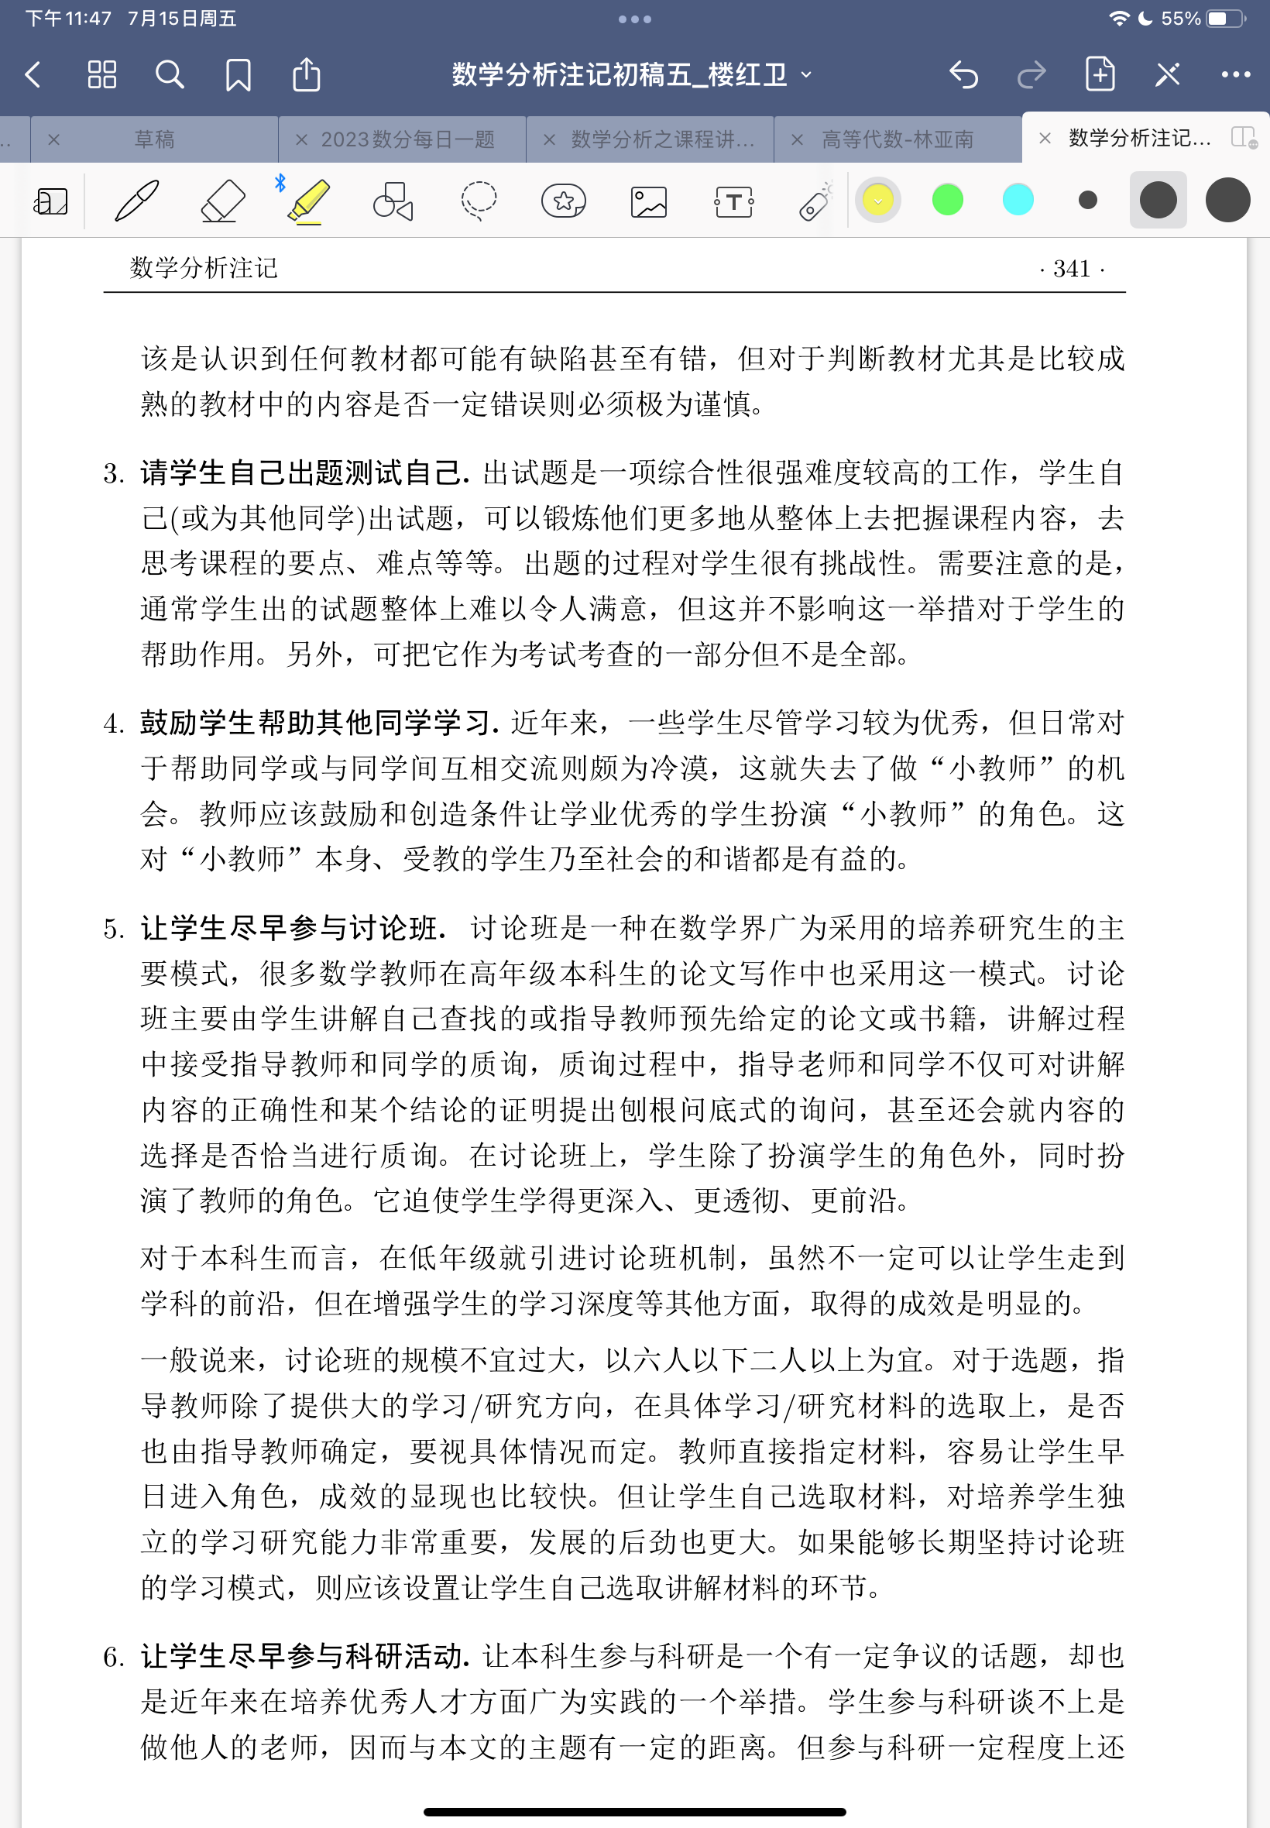 下午11:47 7月15日周五
55%
数学分析注记初稿五_楼红卫
草稿
2023数分每日一题
数学分析之课程讲...
高等代数-林亚南
数学分析注记...
数学分析注记 · 341 ·
该是认识到任何教材都可能有缺陷甚至有错，但对于判断教材尤其是比较成
熟的教材中的内容是否一定错误则必须极为谨慎。
3. 请学生自己出题测试自己. 出试题是一项综合性很强难度较高的工作，学生自
己(或为其他同学)出试题，可以锻炼他们更多地从整体上去把握课程内容，去
思考课程的要点、难点等等。出题的过程对学生很有挑战性。需要注意的是，
通常学生出的试题整体上难以令人满意，但这并不影响这一举措对于学生的
帮助作用。另外，可把它作为考试考查的一部分但不是全部。
4. 鼓励学生帮助其他同学学习. 近年来，一些学生尽管学习较为优秀，但日常对
于帮助同学或与同学间互相交流则颇为冷漠，这就失去了做“小教师”的机
会。教师应该鼓励和创造条件让学业优秀的学生扮演“小教师”的角色。这
对“小教师”本身、受教的学生乃至社会的和谐都是有益的。
5. 让学生尽早参与讨论班. 讨论班是一种在数学界广为采用的培养研究生的主
要模式，很多数学教师在高年级本科生的论文写作中也采用这一模式。讨论
班主要由学生讲解自己查找的或指导教师预先给定的论文或书籍，讲解过程
中接受指导教师和同学的质询，质询过程中，指导老师和同学不仅可对讲解
内容的正确性和某个结论的证明提出刨根问底式的询问，甚至还会就内容的
选择是否恰当进行质询。在讨论班上，学生除了扮演学生的角色外，同时扮
演了教师的角色。它迫使学生学得更深入、更透彻、更前沿。
对于本科生而言，在低年级就引进讨论班机制，虽然不一定可以让学生走到
学科的前沿，但在增强学生的学习深度等其他方面，取得的成效是明显的。
一般说来，讨论班的规模不宜过大，以六人以下二人以上为宜。对于选题，指
导教师除了提供大的学习/研究方向，在具体学习/研究材料的选取上，是否
也由指导教师确定，要视具体情况而定。教师直接指定材料，容易让学生早
日进入角色，成效的显现也比较快。但让学生自己选取材料，对培养学生独
立的学习研究能力非常重要，发展的后劲也更大。如果能够长期坚持讨论班
的学习模式，则应该设置让学生自己选取讲解材料的环节。
6. 让学生尽早参与科研活动. 让本科生参与科研是一个有一定争议的话题，却也
是近年来在培养优秀人才方面广为实践的一个举措。学生参与科研谈不上是
做他人的老师，因而与本文的主题有一定的距离。但参与科研一定程度上还